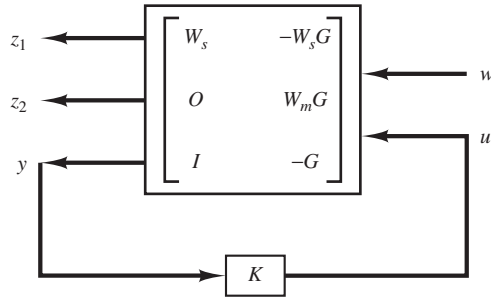 z₁ Wₛ −WₛG
w
z₂ O WₘG
u
y I −G
K